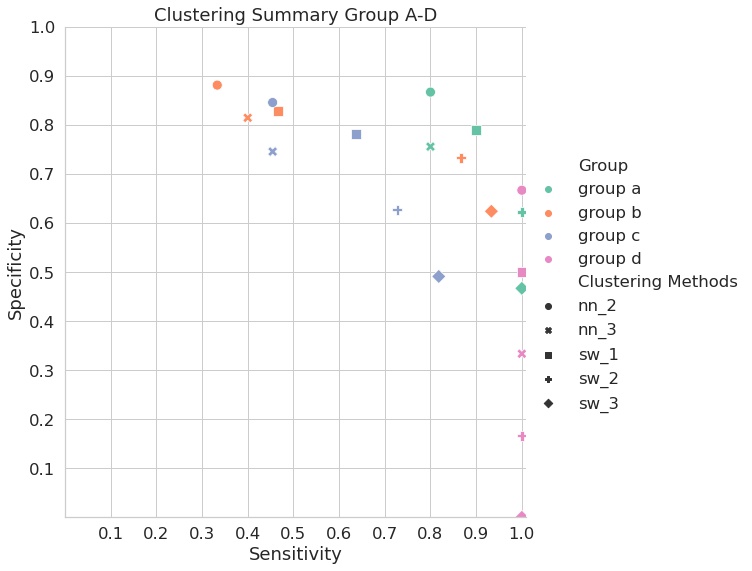 Clustering Summary Group A-D
1.0
0.9
0.8
0.7
0.6
0.5
0.4
0.3
0.2
0.1
Specificity
0.1 0.2 0.3 0.4 0.5 0.6 0.7 0.8 0.9 1.0
Sensitivity
Group
group a
group b
group c
group d
Clustering Methods
nn_2
nn_3
sw_1
sw_2
sw_3